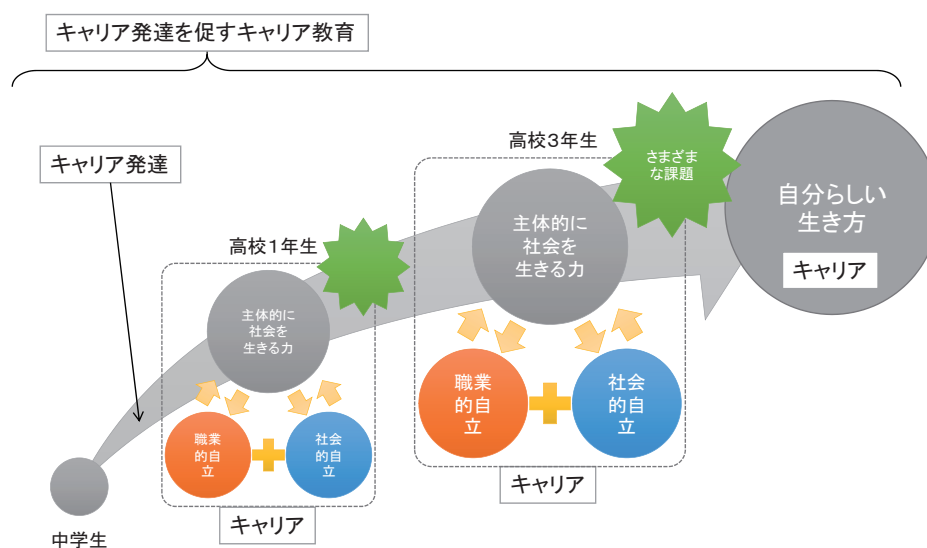 キャリア発達を促すキャリア教育
キャリア発達
高校3年生
さまざま
な課題
自分らしい
生き方
キャリア
主体的に
社会を
生きる力
高校1年生
主体的に
社会を
生きる力
職業
的自
立
社会
的自
立
職業
的自
立
社会
的自
立
キャリア
キャリア
中学生